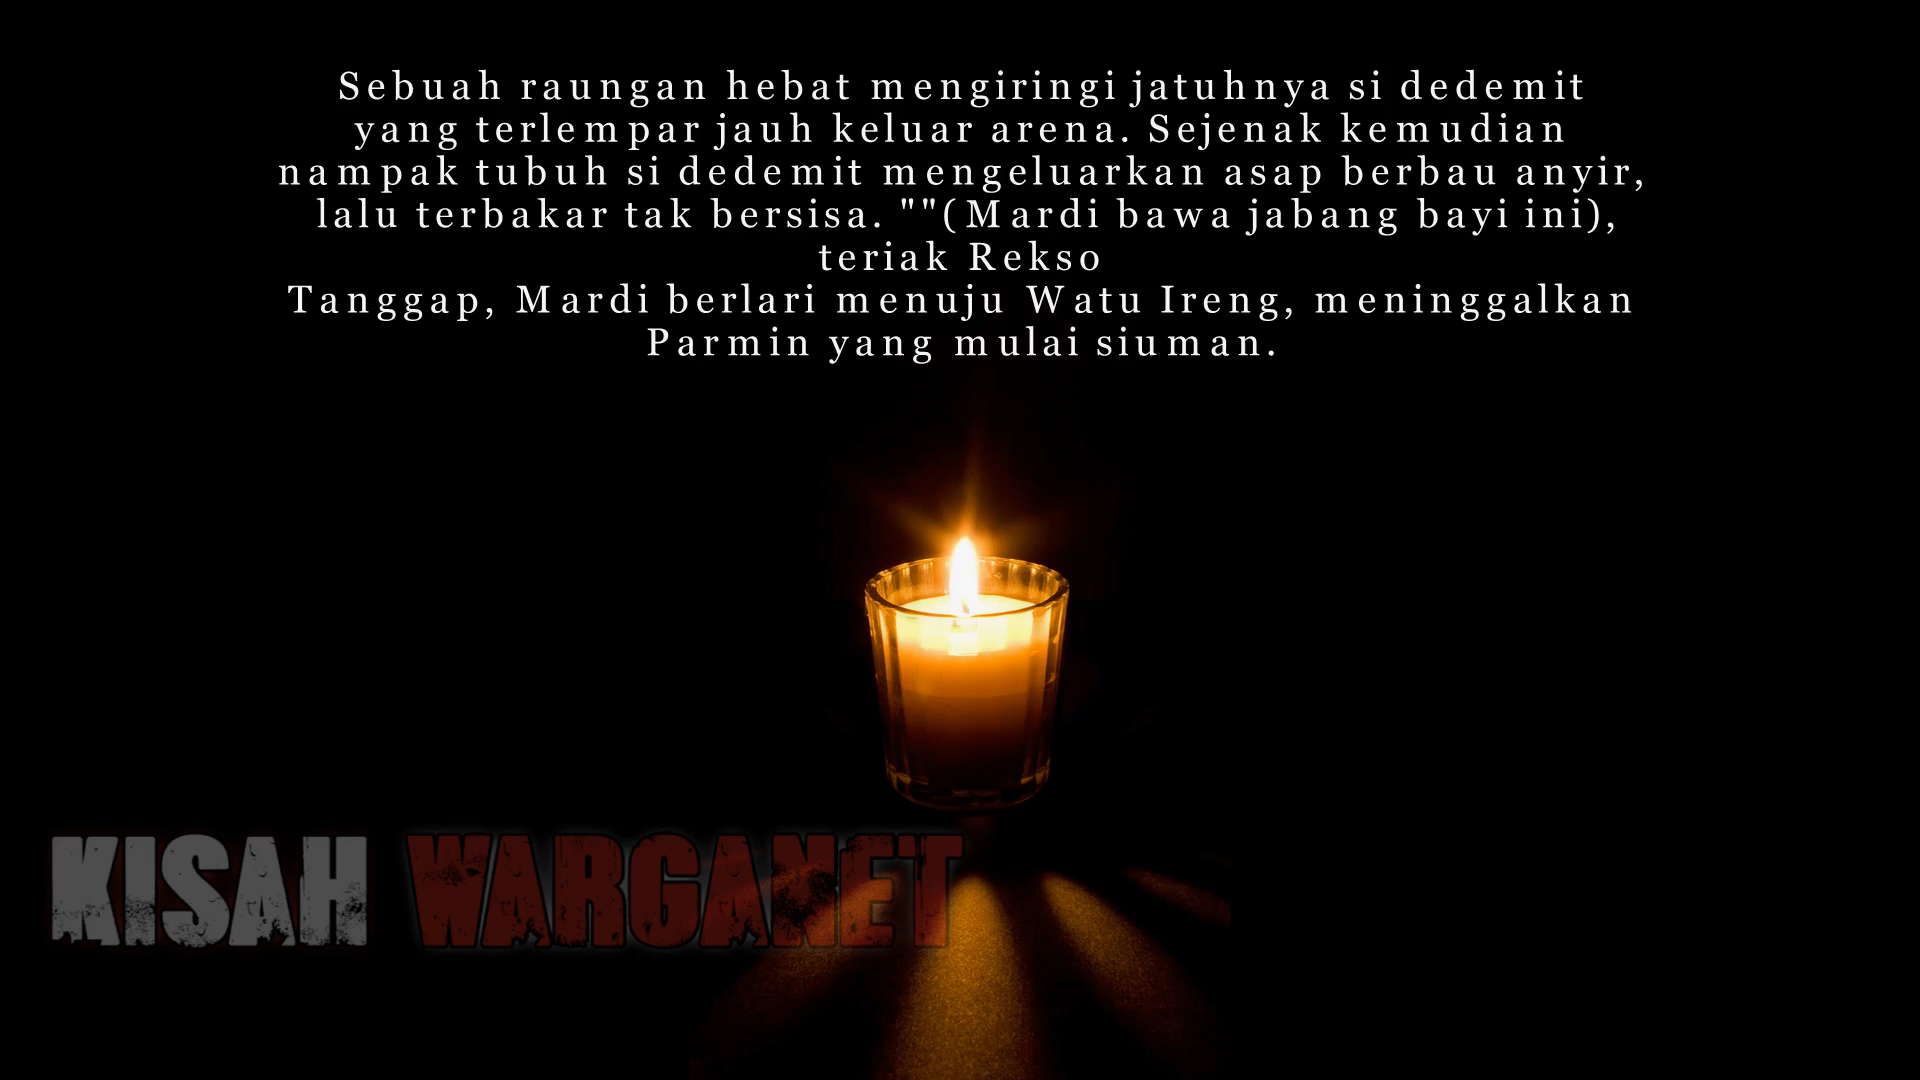 Sebuah raungan hebat mengiringi jatuhnya si dedemit
yang terlempar jauh keluar arena. Sejenak kemudian
nampak tubuh si dedemit mengeluarkan asap berbau anyir,
lalu terbakar tak bersisa. ""(Mardi bawa jabang bayi ini),
teriak Rekso
Tanggap, Mardi berlari menuju Watu Ireng, meninggalkan
Parmin yang mulai siuman.
KISAH WARGANET